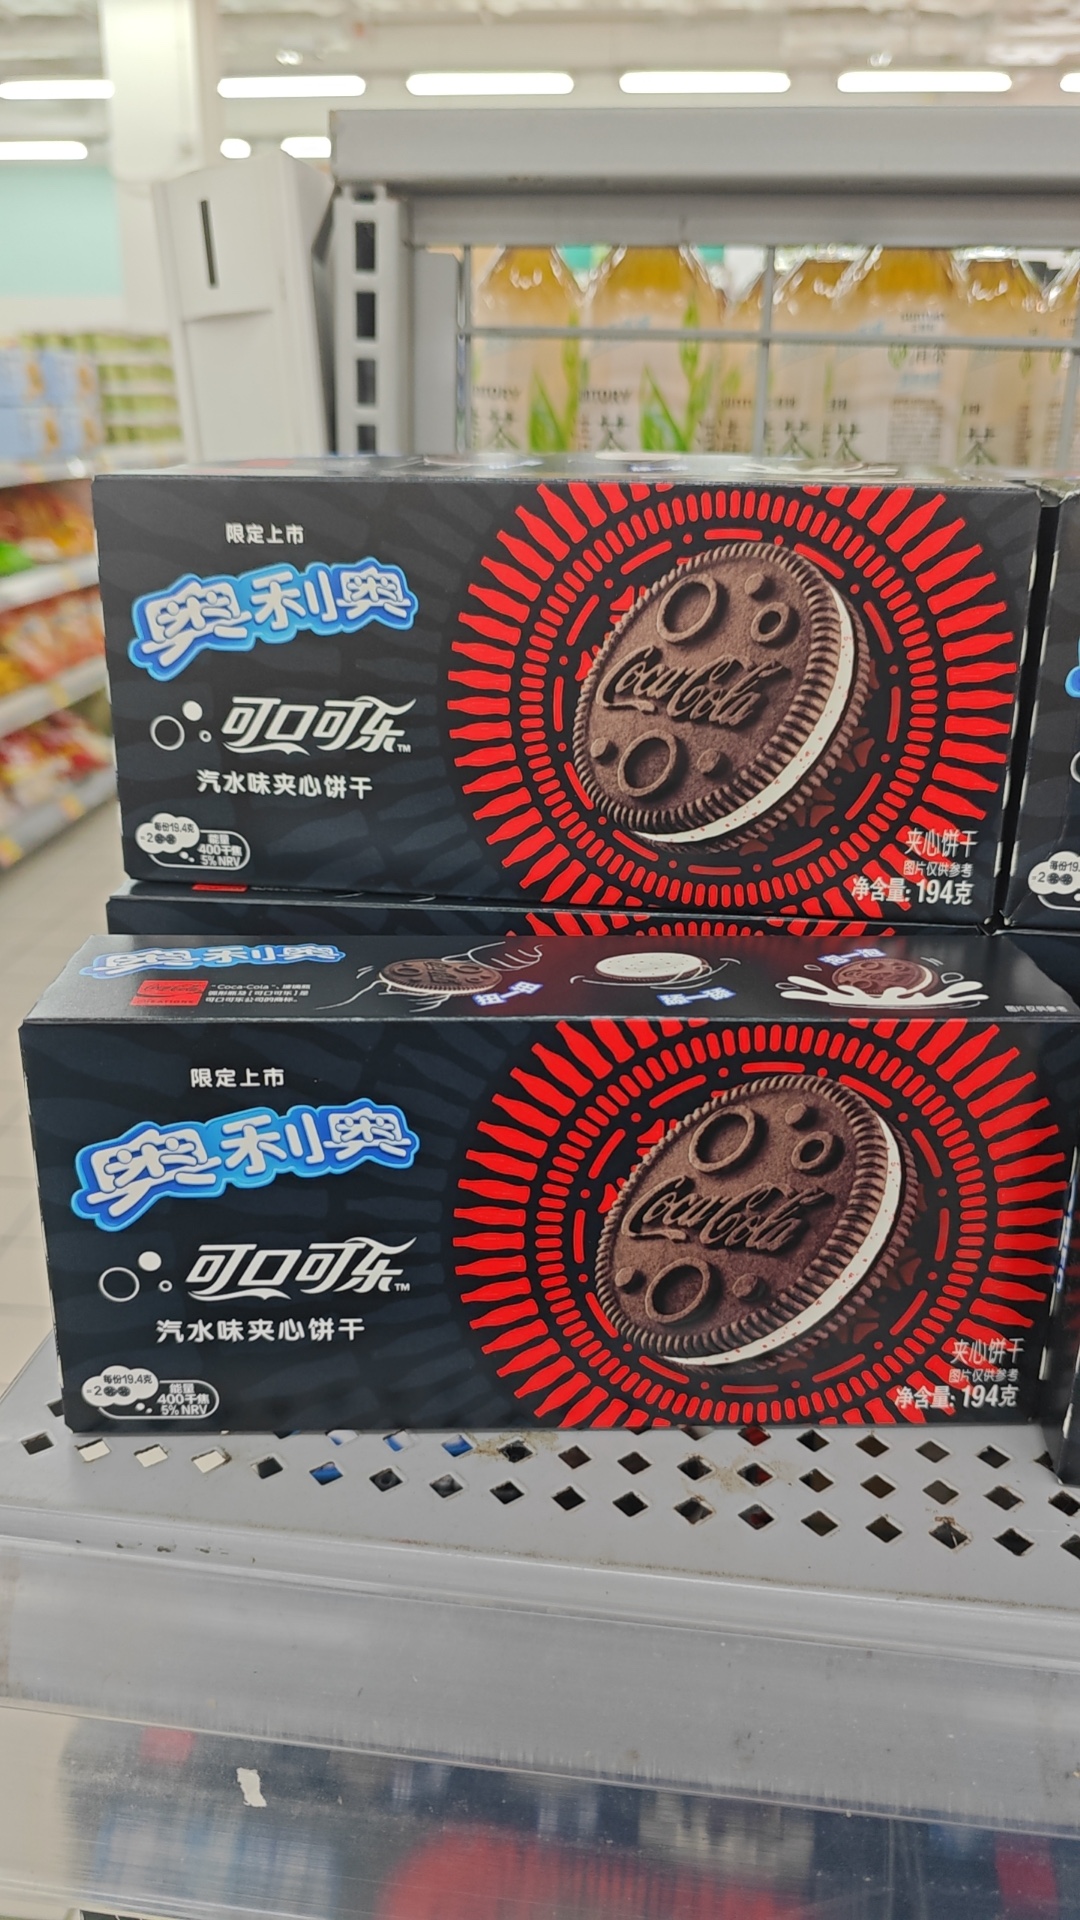 限定上市
奥利奥
可口可乐™
汽水味夹心饼干
每份19.4克
=2
能量
400千焦
5% NRV
Coca-Cola
夹心饼干
图片仅供参考
净含量: 194克
奥利奥
扭一扭
舔一舔
泡一泡
图片仅供参考
限定上市
奥利奥
可口可乐™
汽水味夹心饼干
每份19.4克
=2
能量
400千焦
5% NRV
Coca-Cola
夹心饼干
图片仅供参考
净含量: 194克